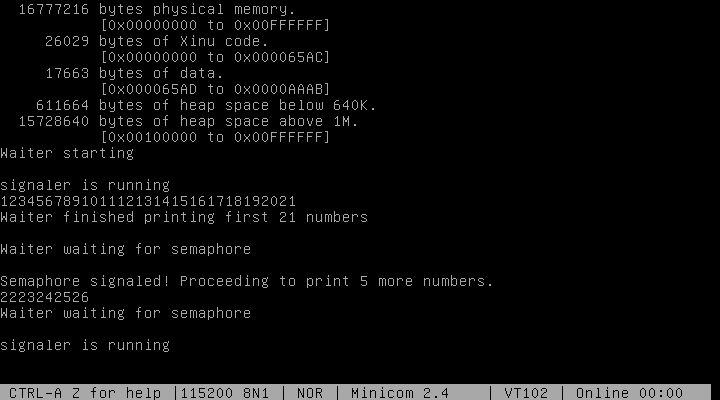 16777216 bytes physical memory.
[0x00000000 to 0x00FFFFFF]
26029 bytes of Xinu code.
[0x00000000 to 0x000065AC]
17663 bytes of data.
[0x000065AD to 0x0000AAAB]
611664 bytes of heap space below 640K.
15728640 bytes of heap space above 1M.
[0x00100000 to 0x00FFFFFF]
Waiter starting
signaler is running
123456789101112131415161718192021
Waiter finished printing first 21 numbers
Waiter waiting for semaphore
Semaphore signaled! Proceeding to print 5 more numbers.
2223242526
Waiter waiting for semaphore
signaler is running
CTRL-A Z for help |115200 8N1 | NOR | Minicom 2.4 | VT102 | Online 00:00